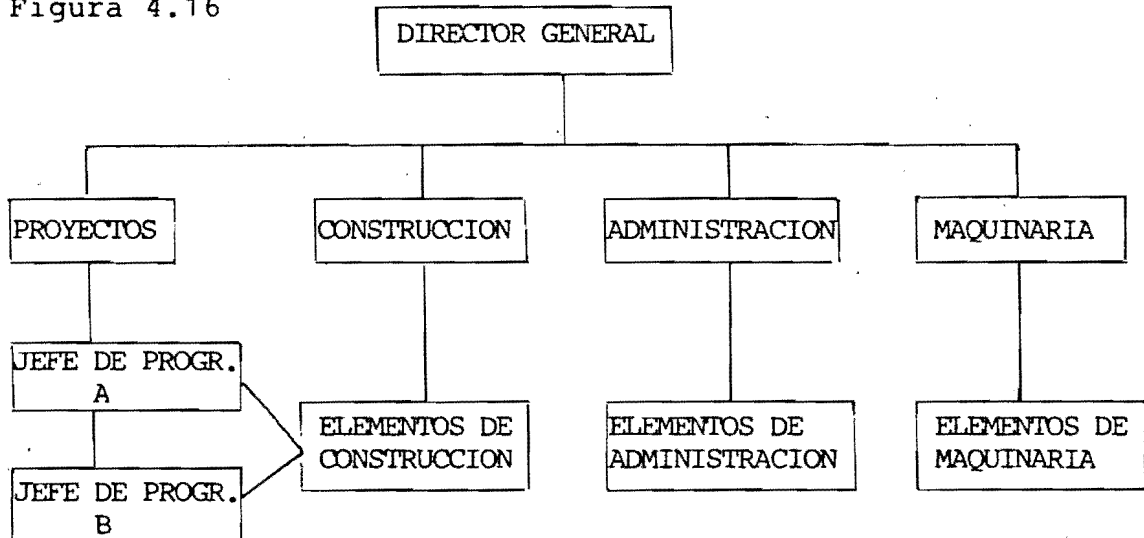 Figura 4.16
DIRECTOR GENERAL
PROYECTOS
CONSTRUCCION
ADMINISTRACION
MAQUINARIA
JEFE DE PROGR.
A
ELEMENTOS DE
CONSTRUCCION
ELEMENTOS DE
ADMINISTRACION
ELEMENTOS DE
MAQUINARIA
JEFE DE PROGR.
B